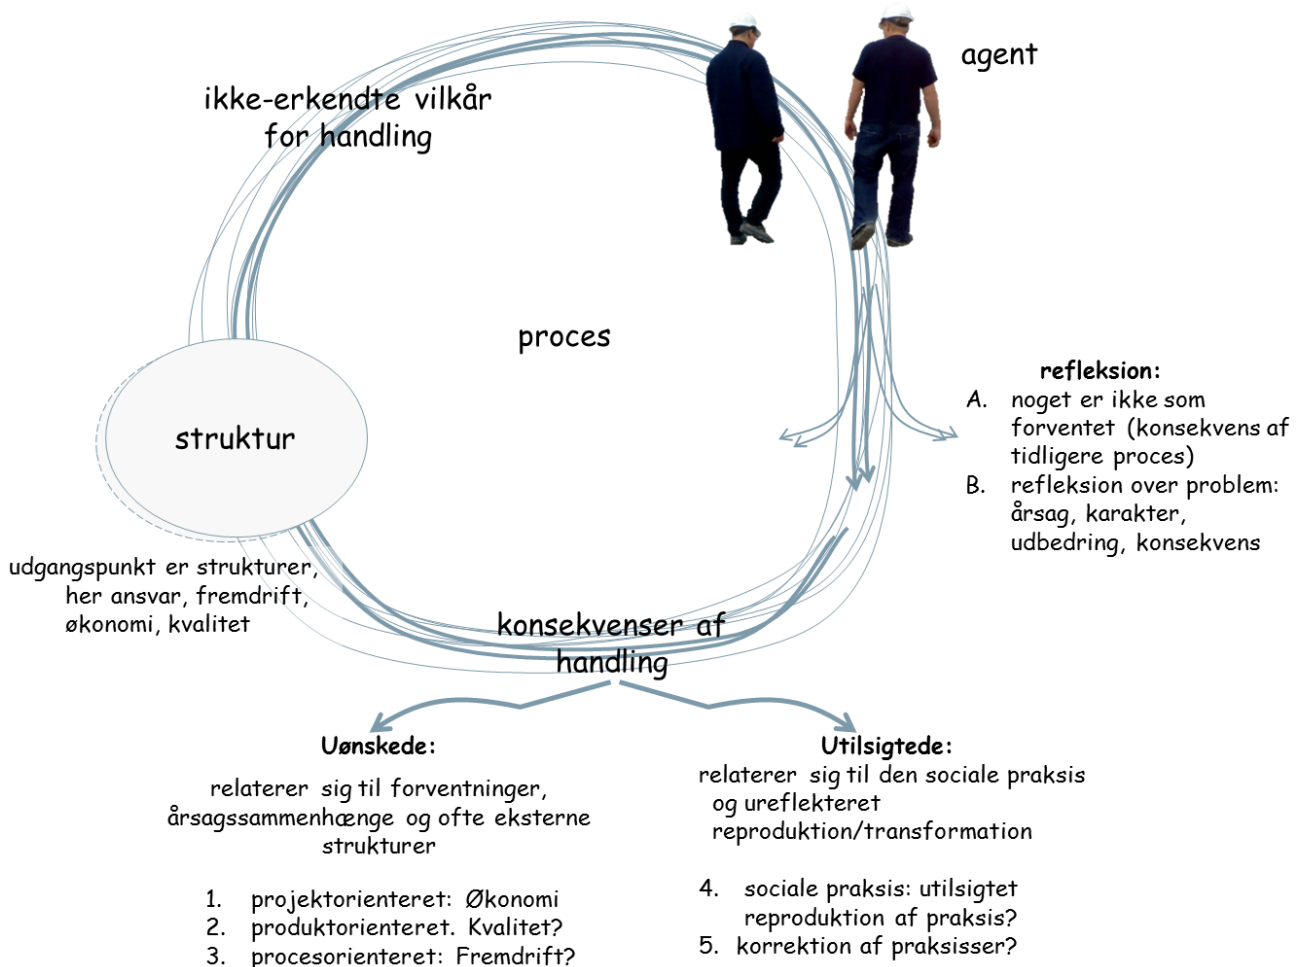 agent
ikke-erkendte vilkår
for handling
proces
refleksion:
A. noget er ikke som
forventet (konsekvens af
tidligere proces)
B. refleksion over problem:
årsag, karakter,
udbedring, konsekvens
struktur
udgangspunkt er strukturer,
her ansvar, fremdrift,
økonomi, kvalitet
konsekvenser af
handling
Uønskede:
relaterer sig til forventninger,
årsagssammenhænge og ofte eksterne
strukturer
1. projektorienteret: Økonomi
2. produktorienteret. Kvalitet?
3. procesorienteret: Fremdrift?
Utilsigtede:
relaterer sig til den sociale praksis
og ureflekteret
reproduktion/transformation
4. sociale praksis: utilsigtet
reproduktion af praksis?
5. korrektion af praksisser?